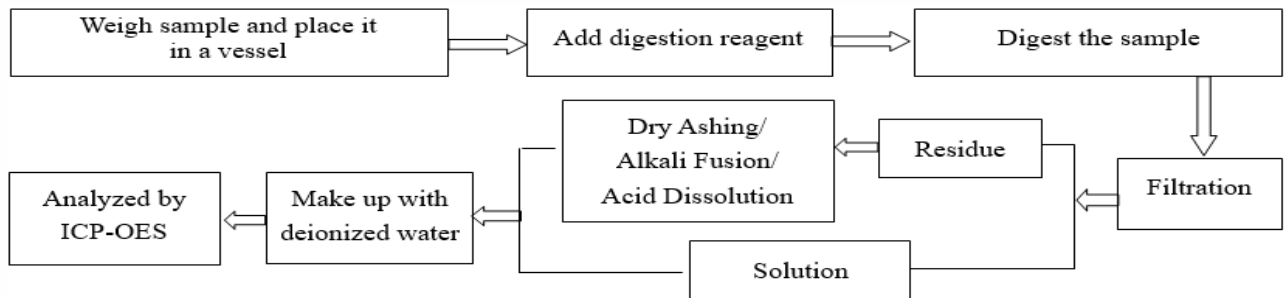 Weigh sample and place it
in a vessel
Add digestion reagent
Digest the sample
Filtration
Residue
Dry Ashing/
Alkali Fusion/
Acid Dissolution
Solution
Make up with
deionized water
Analyzed by
ICP-OES